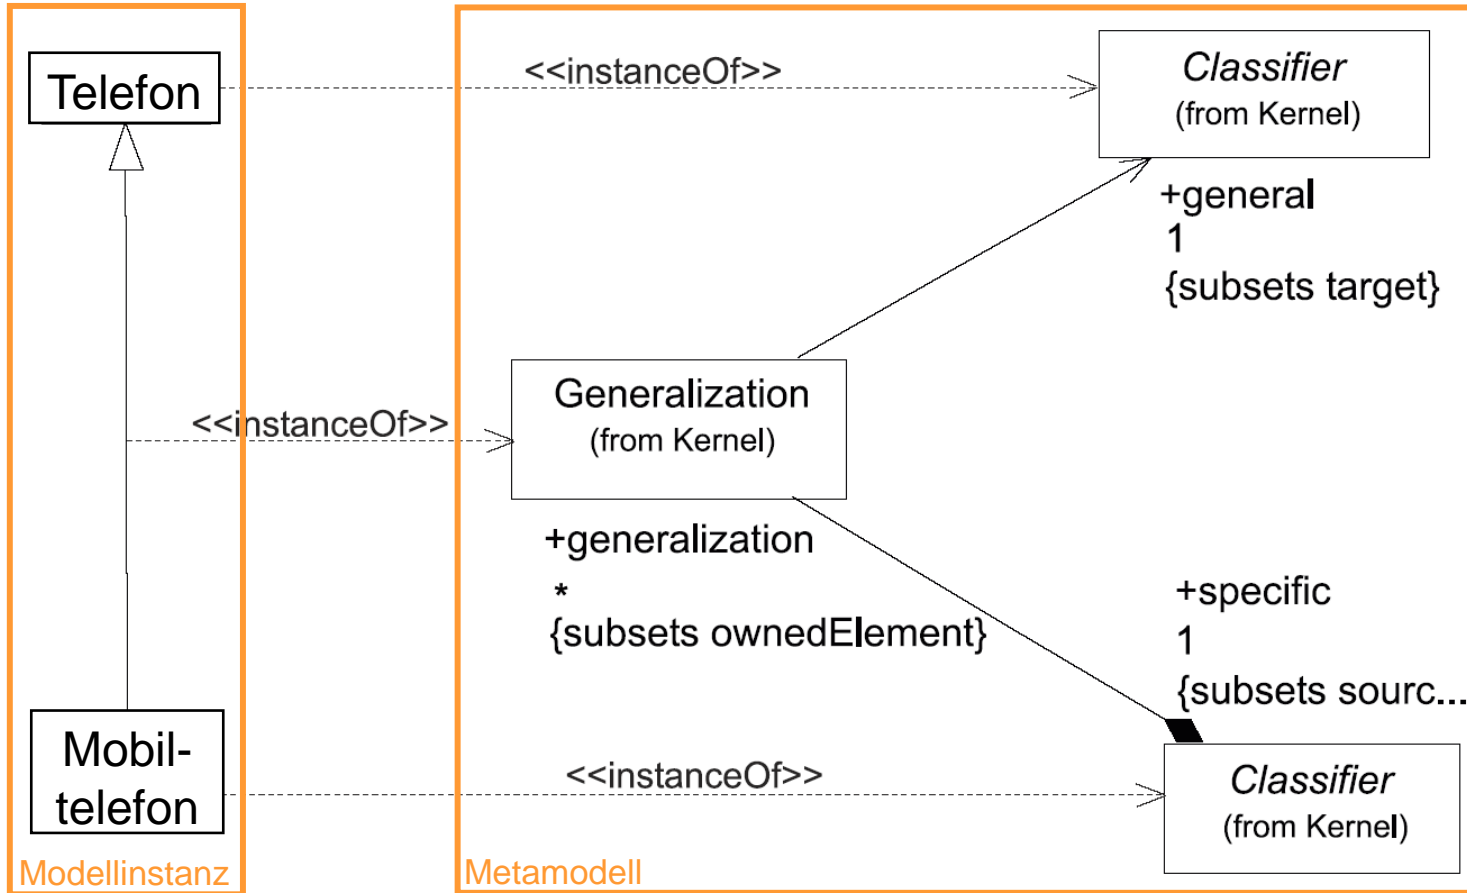 Telefon
<<instanceOf>>
Classifier
(from Kernel)
+general
1
{subsets target}
Generalization
(from Kernel)
<<instanceOf>>
+generalization
*
{subsets ownedElement}
+specific
1
{subsets sourc...
Mobil-
telefon
<<instanceOf>>
Classifier
(from Kernel)
Modellinstanz
Metamodell